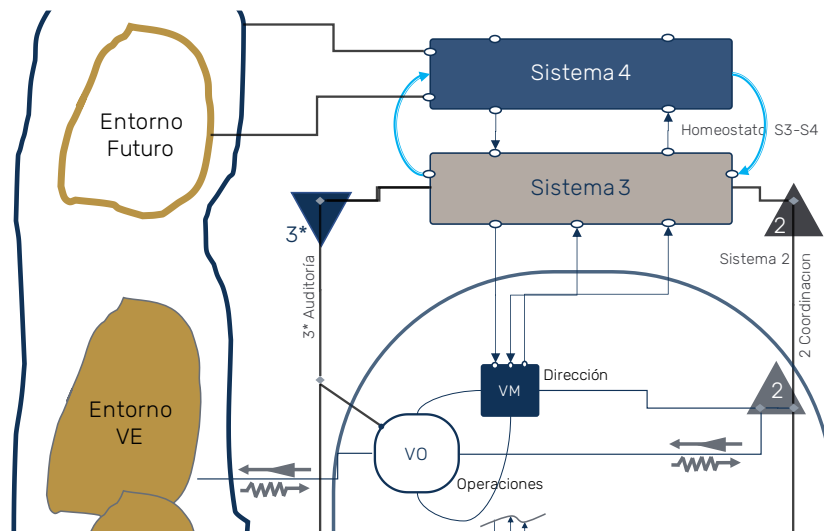 Sistema 4
Entorno
Futuro
Homeostato S3-S4
Sistema 3
3*
2
Sistema 2
3* Auditoría
2 Coordinacion
Dirección
VM
2
Entorno
VE
VO
Operaciones